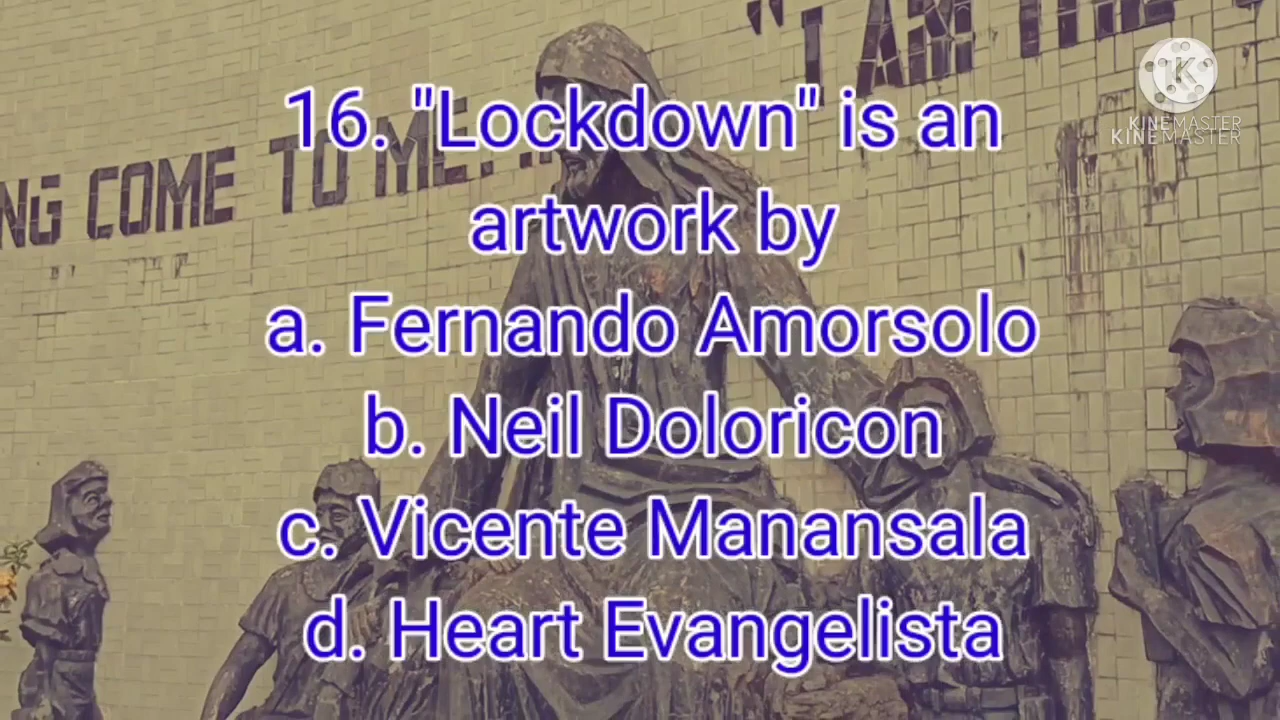 "I AM THE
NG COME TO ME...
16. "Lockdown" is an
artwork by
a. Fernando Amorsolo
b. Neil Doloricon
c. Vicente Manansala
d. Heart Evangelista
K
KINEMASTER
KINEMASTER